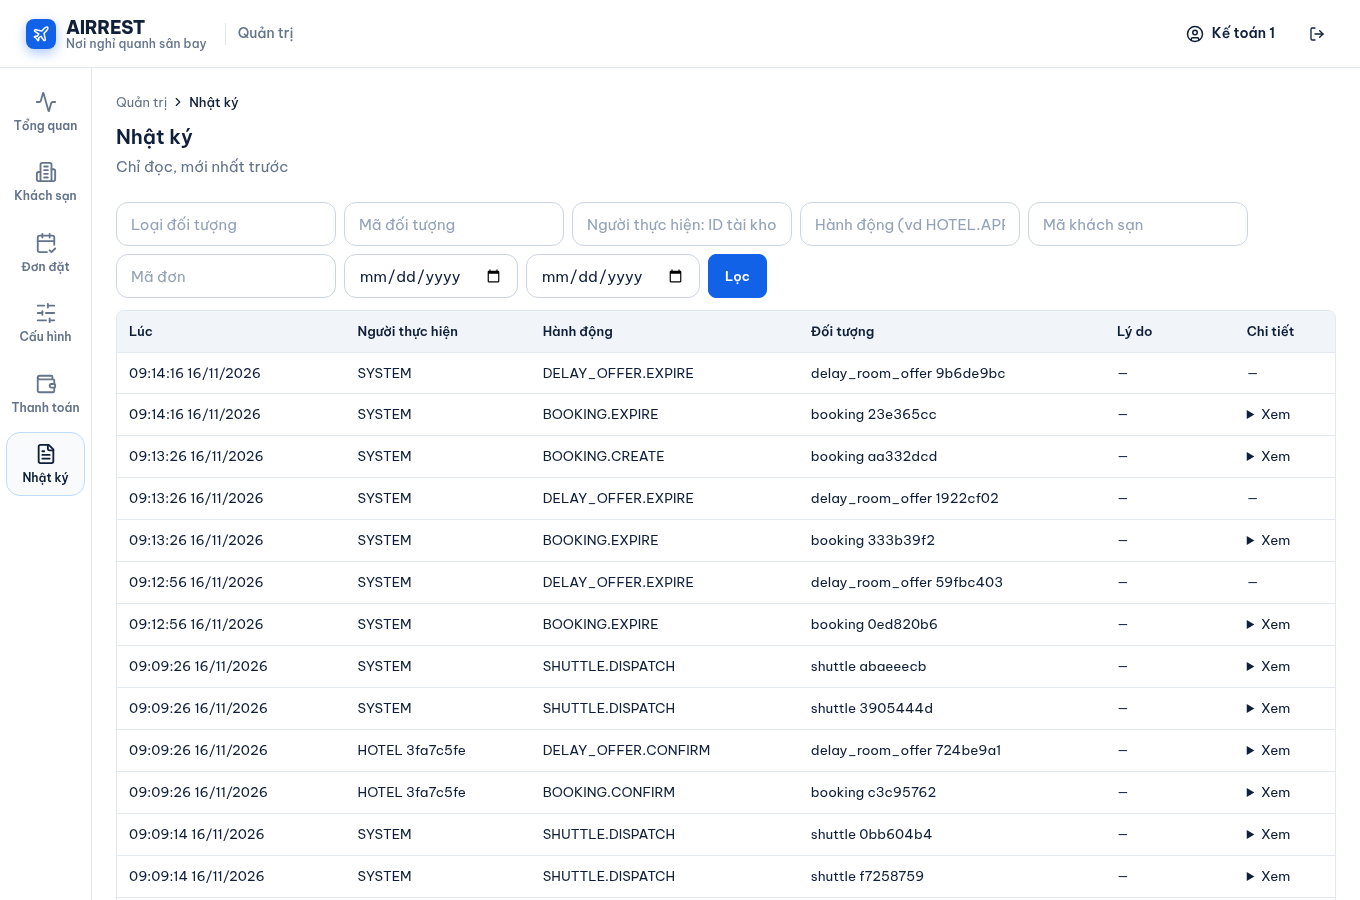 AIRREST
Nơi nghỉ quanh sân bay
Quản trị
Kế toán 1
Tổng quan
Khách sạn
Đơn đặt
Cấu hình
Thanh toán
Nhật ký
Quản trị > Nhật ký
Nhật ký
Chỉ đọc, mới nhất trước
Loại đối tượng Mã đối tượng Người thực hiện: ID tài kho Hành động (vd HOTEL.APF Mã khách sạn
Mã đơn mm/dd/yyyy mm/dd/yyyy Lọc
Lúc Người thực hiện Hành động Đối tượng Lý do Chi tiết
09:14:16 16/11/2026 SYSTEM DELAY_OFFER.EXPIRE delay_room_offer 9b6de9bc — —
09:14:16 16/11/2026 SYSTEM BOOKING.EXPIRE booking 23e365cc — ▶ Xem
09:13:26 16/11/2026 SYSTEM BOOKING.CREATE booking aa332dcd — ▶ Xem
09:13:26 16/11/2026 SYSTEM DELAY_OFFER.EXPIRE delay_room_offer 1922cf02 — —
09:13:26 16/11/2026 SYSTEM BOOKING.EXPIRE booking 333b39f2 — ▶ Xem
09:12:56 16/11/2026 SYSTEM DELAY_OFFER.EXPIRE delay_room_offer 59fbc403 — —
09:12:56 16/11/2026 SYSTEM BOOKING.EXPIRE booking 0ed820b6 — ▶ Xem
09:09:26 16/11/2026 SYSTEM SHUTTLE.DISPATCH shuttle abaeeecb — ▶ Xem
09:09:26 16/11/2026 SYSTEM SHUTTLE.DISPATCH shuttle 3905444d — ▶ Xem
09:09:26 16/11/2026 HOTEL 3fa7c5fe DELAY_OFFER.CONFIRM delay_room_offer 724be9a1 — ▶ Xem
09:09:26 16/11/2026 HOTEL 3fa7c5fe BOOKING.CONFIRM booking c3c95762 — ▶ Xem
09:09:14 16/11/2026 SYSTEM SHUTTLE.DISPATCH shuttle 0bb604b4 — ▶ Xem
09:09:14 16/11/2026 SYSTEM SHUTTLE.DISPATCH shuttle f7258759 — ▶ Xem